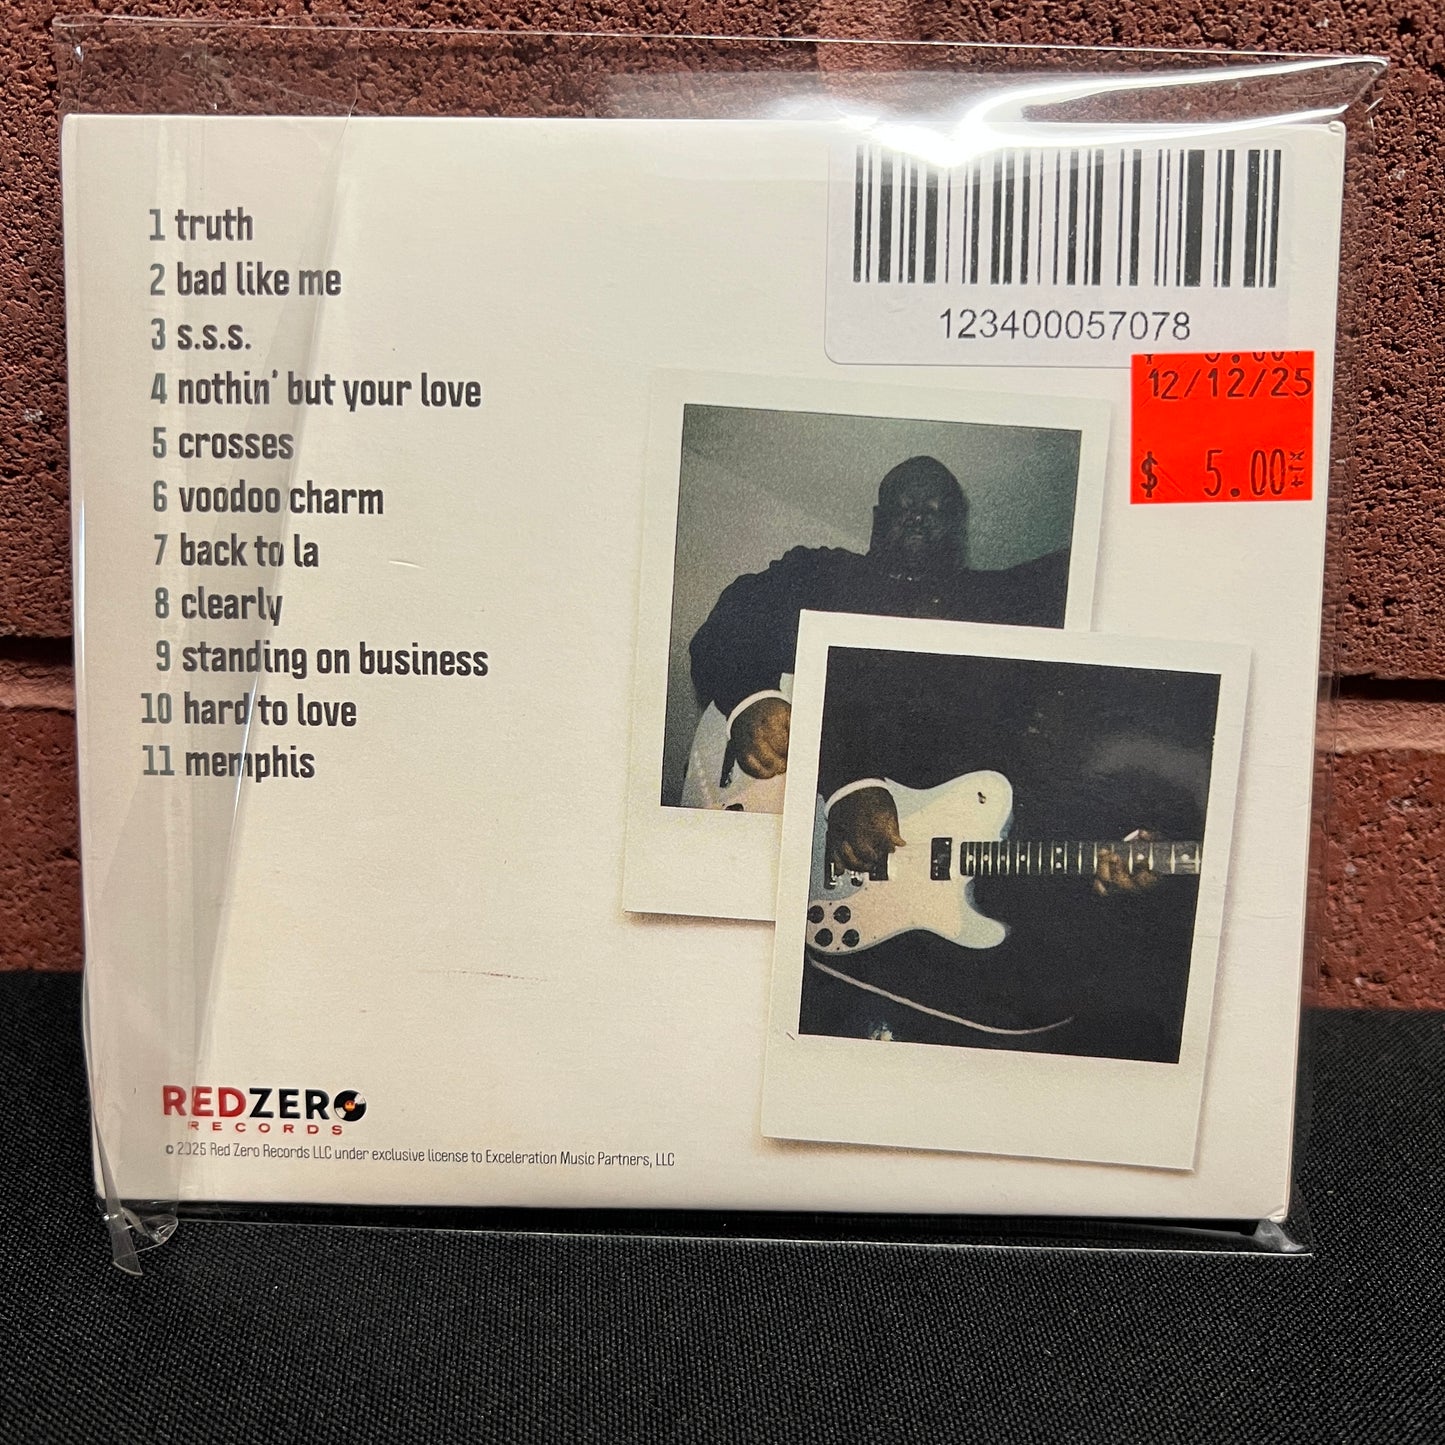 1 truth
2 bad like me
3 s.s.s.
4 nothin' but your love
5 crosses
6 voodoo charm
7 back to la
8 clearly
9 standing on business
10 hard to love
11 memphis
123400057078
12/12/25
$ 5.00
REDZERO
RECORDS
© 2025 Red Zero Records LLC under exclusive license to Exceleration Music Partners, LLC